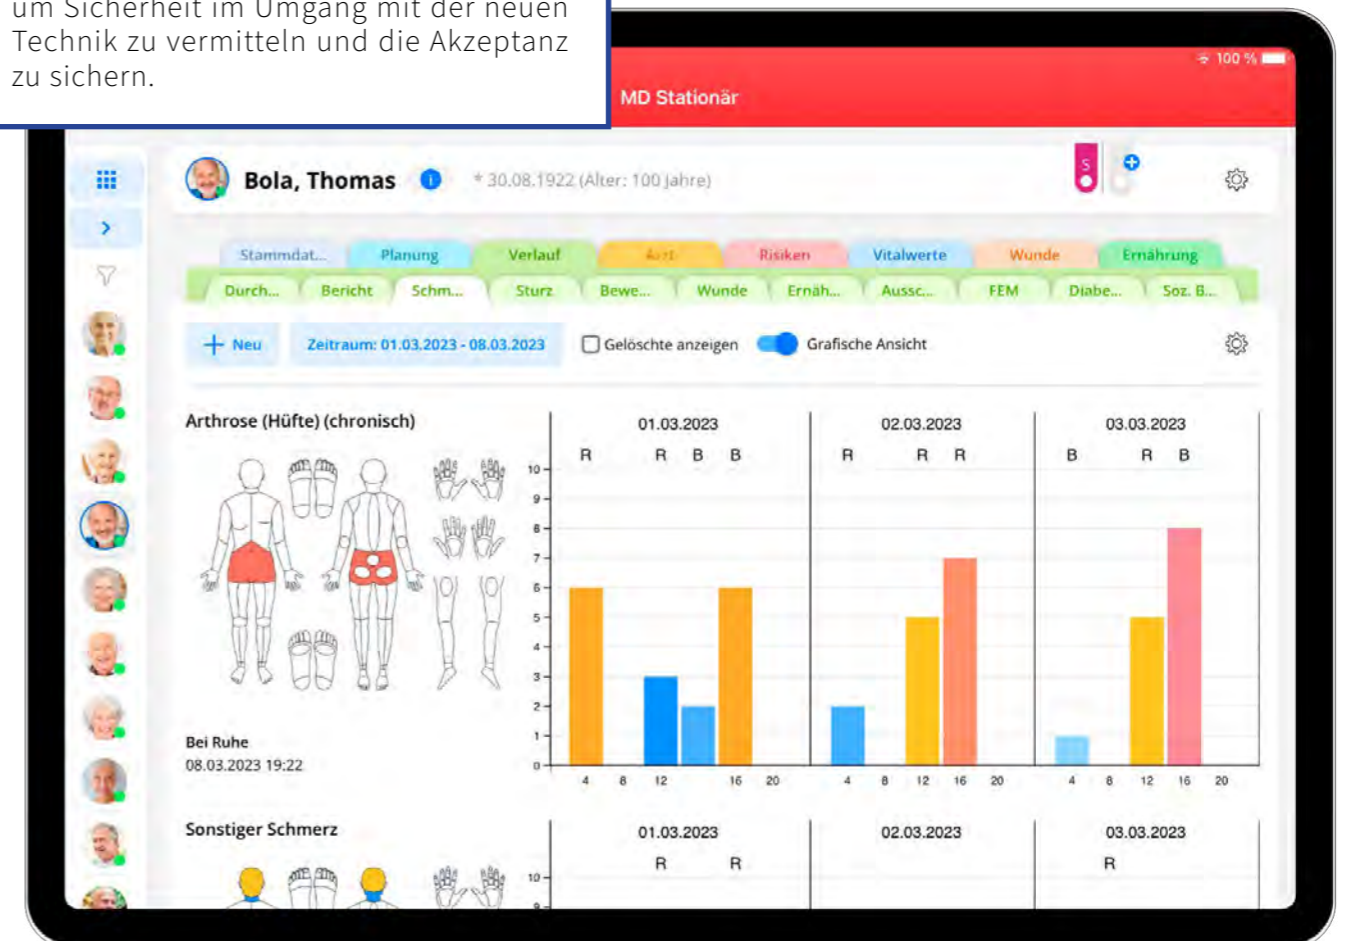 um Sicherheit im Umgang mit der neuen
Technik zu vermitteln und die Akzeptanz
zu sichern.
100 %
MD Stationär
Bola, Thomas i * 30.08.1922 (Alter: 100 Jahre) S
Stammdat... Planung Verlauf Arzt Risiken Vitalwerte Wunde Ernährung
Durch... Bericht Schm... Sturz Bewe... Wunde Ernäh... Aussc... FEM Diabe... Soz. B...
+ Neu Zeitraum: 01.03.2023 - 08.03.2023 Gelöschte anzeigen Grafische Ansicht
Arthrose (Hüfte) (chronisch)
01.03.2023 02.03.2023 03.03.2023
R R B B R R R B R B
10
9
8
7
6
5
4
3
2
1
0
4 8 12 16 20 4 8 12 16 20 4 8 12 16 20
Bei Ruhe
08.03.2023 19:22
Sonstiger Schmerz
01.03.2023 02.03.2023 03.03.2023
R R R
10
9